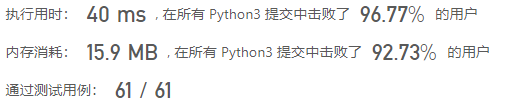 执行用时： 40 ms , 在所有 Python3 提交中击败了 96.77% 的用户
内存消耗： 15.9 MB , 在所有 Python3 提交中击败了 92.73% 的用户
通过测试用例： 61 / 61